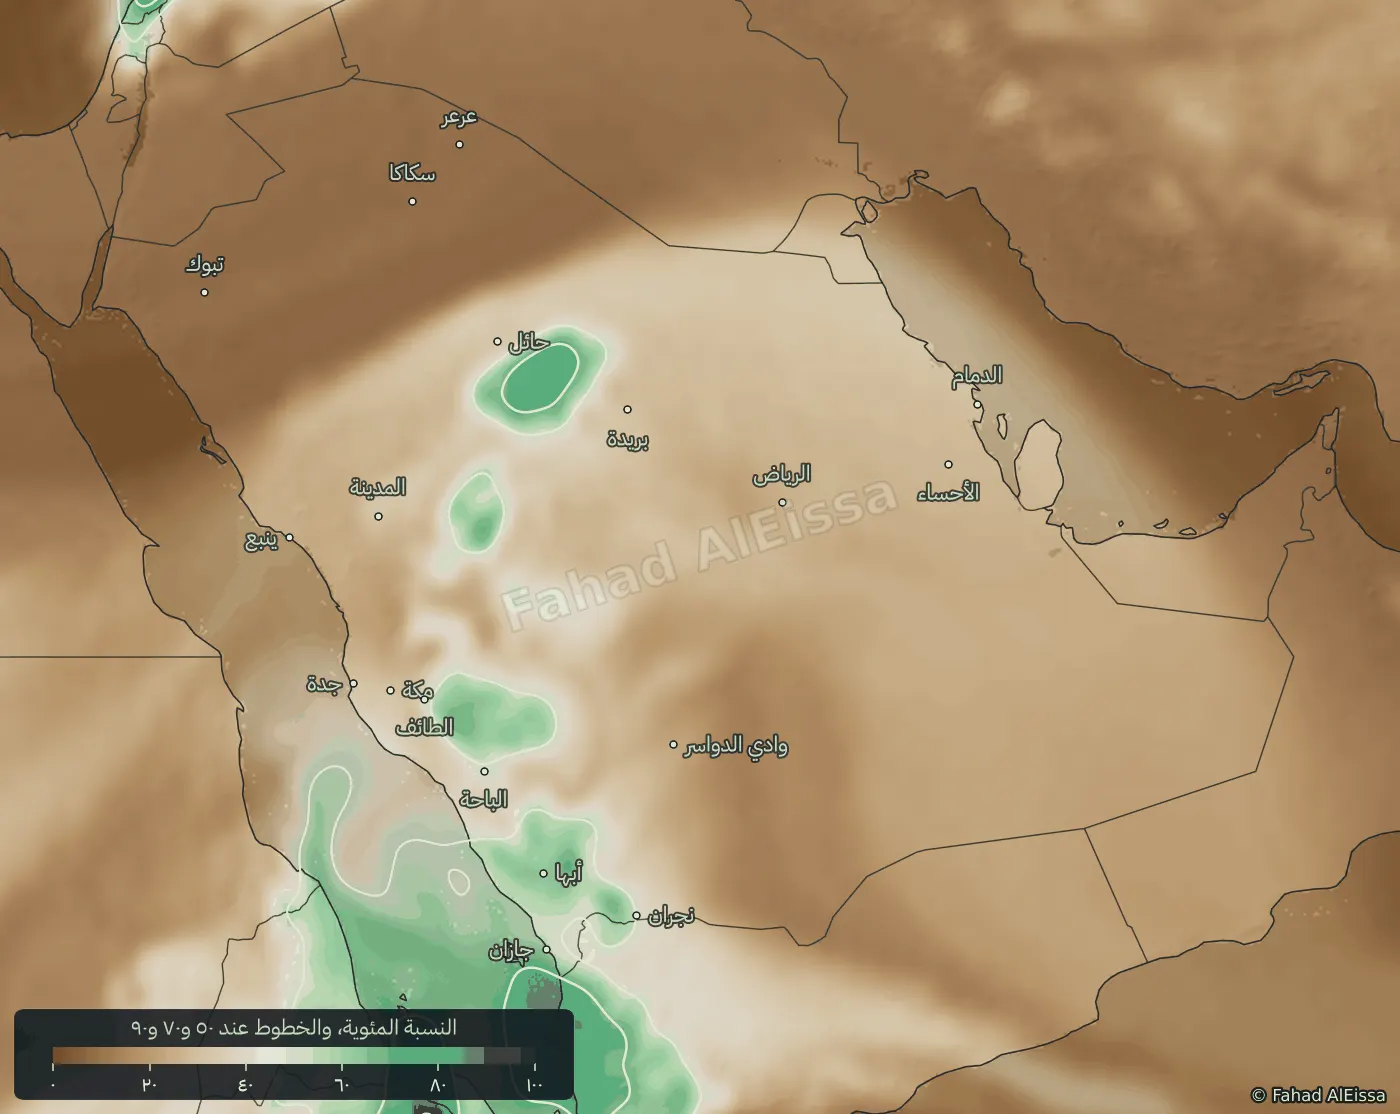 عرعر
سكاكا
تبوك
حائل
الدمام
بريدة
الرياض
المدينة
الأحساء
ينبع
Fahad AlEissa
جدة
مكة
الطائف
وادي الدواسر
الباحة
أبها
نجران
جازان
النسبة المئوية، والخطوط عند ٥٠ و٧٠ و٩٠
٠ ٢٠ ٤٠ ٦٠ ٨٠ ١٠٠
© Fahad AlEissa